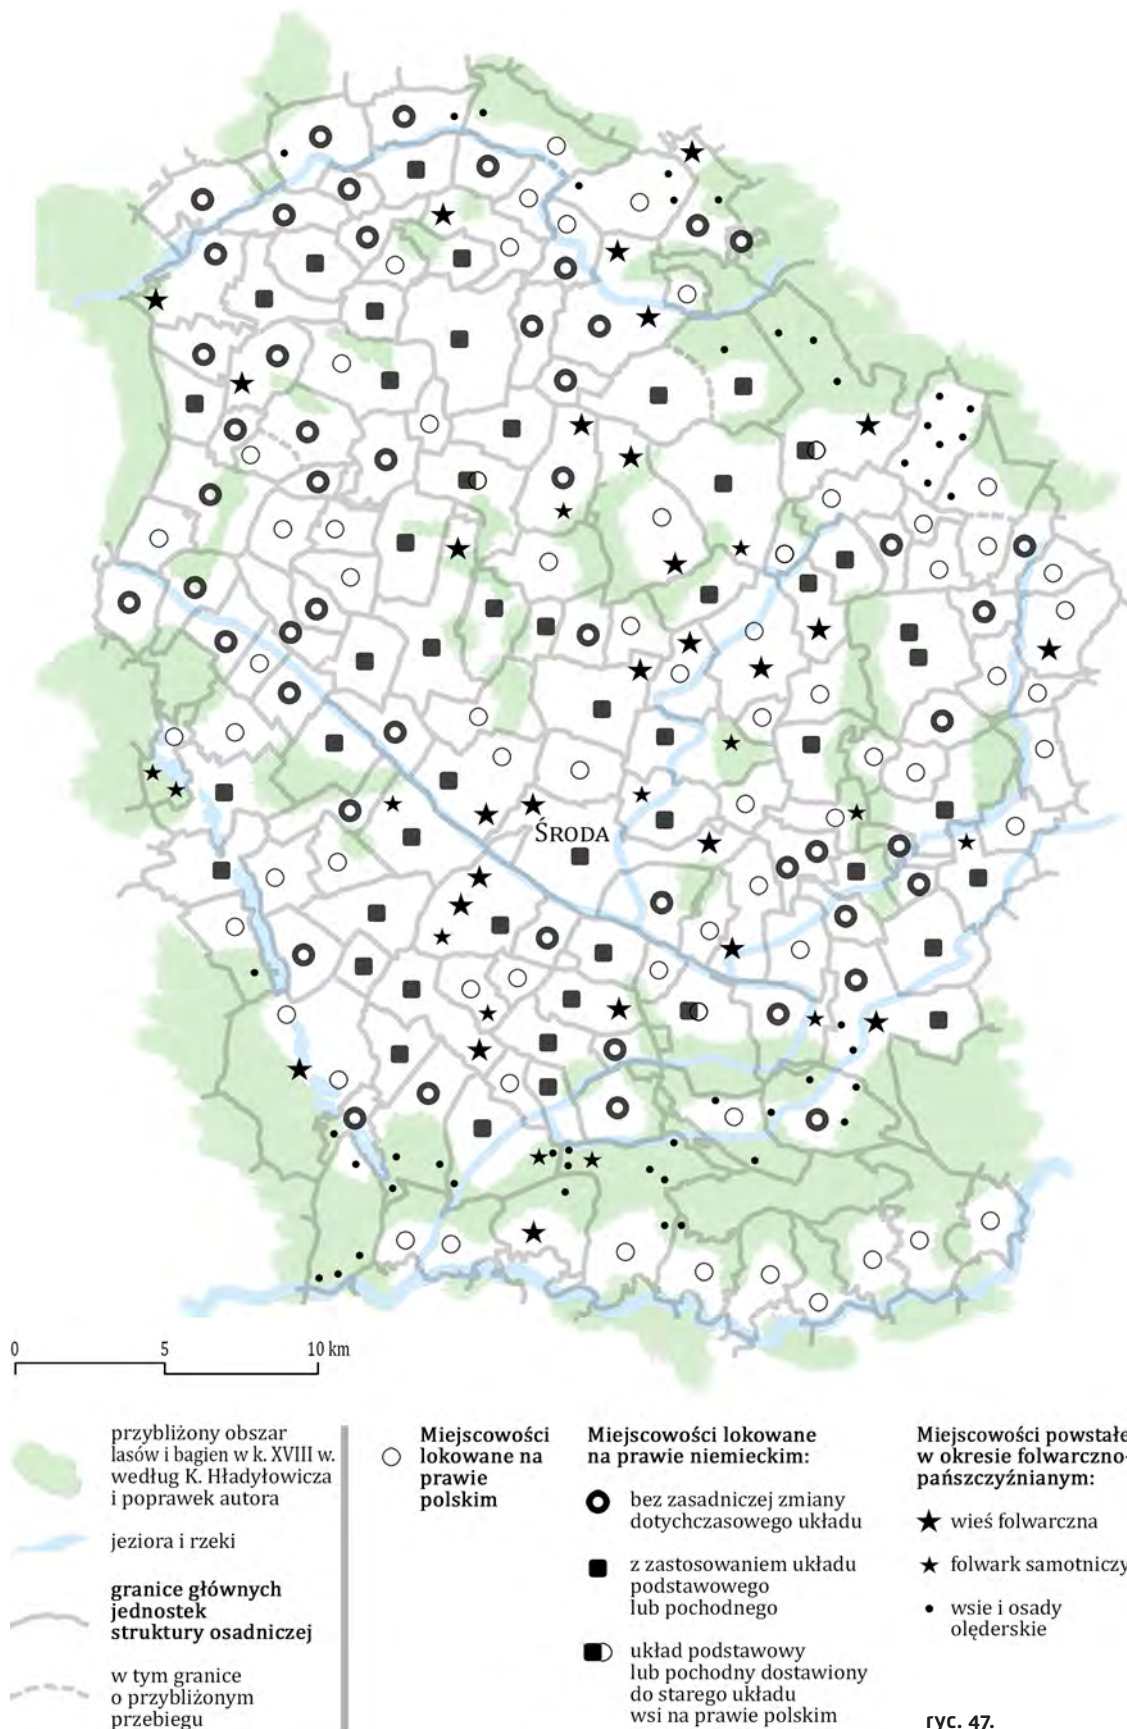 ŚRODA
0 5 10 km
przybliżony obszar
lasów i bagien w k. XVIII w.
według K. Hładyłowicza
i poprawek autora
jeziora i rzeki
granice głównych
jednostek
struktury osadniczej
w tym granice
o przybliżonym
przebiegu
Miejscowości
lokowane na
prawie
polskim
Miejscowości lokowane
na prawie niemieckim:
bez zasadniczej zmiany
dotychczasowego układu
z zastosowaniem układu
podstawowego
lub pochodnego
układ podstawowy
lub pochodny dostawiony
do starego układu
wsi na prawie polskim
Miejscowości powstałe
w okresie folwarczno-
pańszczyźnianym:
wieś folwarczna
folwark samotniczy
wsie i osady
olęderskie
ryc. 47.